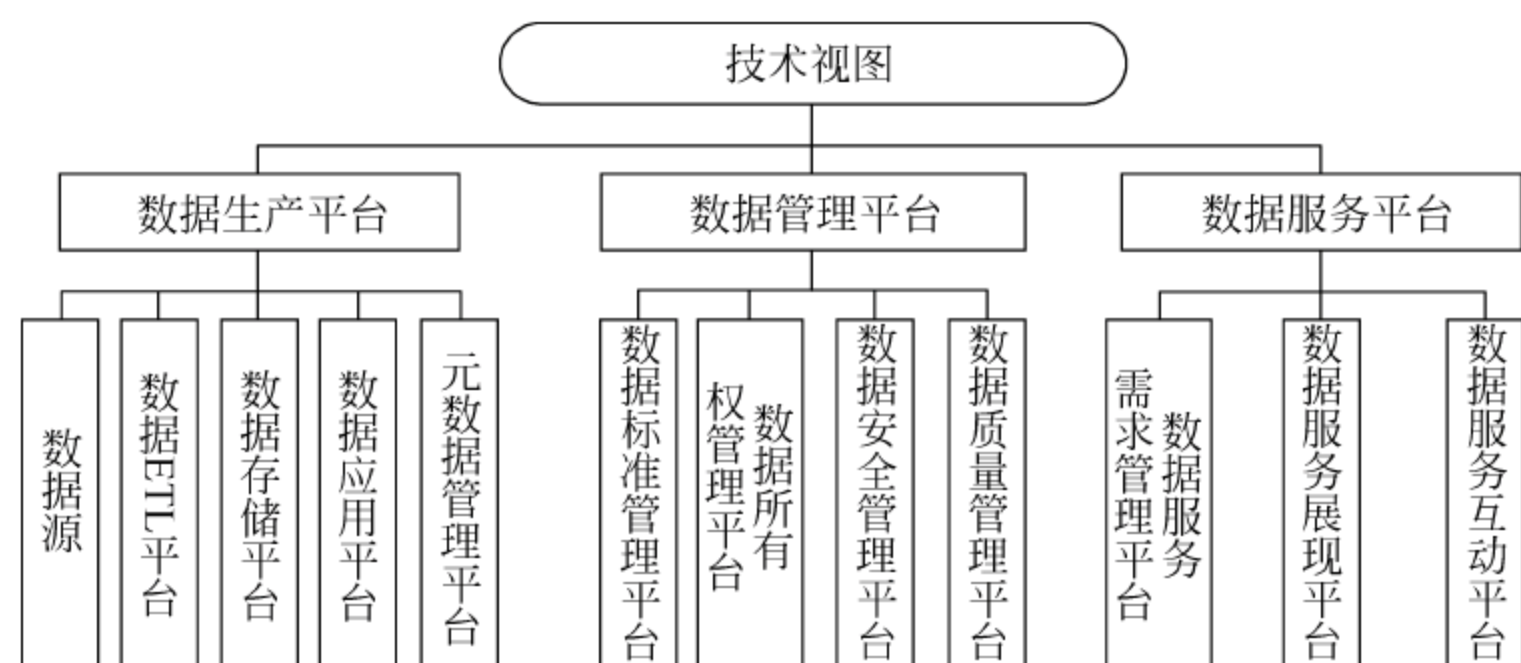 技术视图
数据生产平台
数据管理平台
数据服务平台
数据源
数据ETL平台
数据存储平台
数据应用平台
元数据管理平台
数据标准管理平台
数据所有
权管理平台
数据安全管理平台
数据质量管理平台
数据服务
需求管理平台
数据服务展现平台
数据服务互动平台